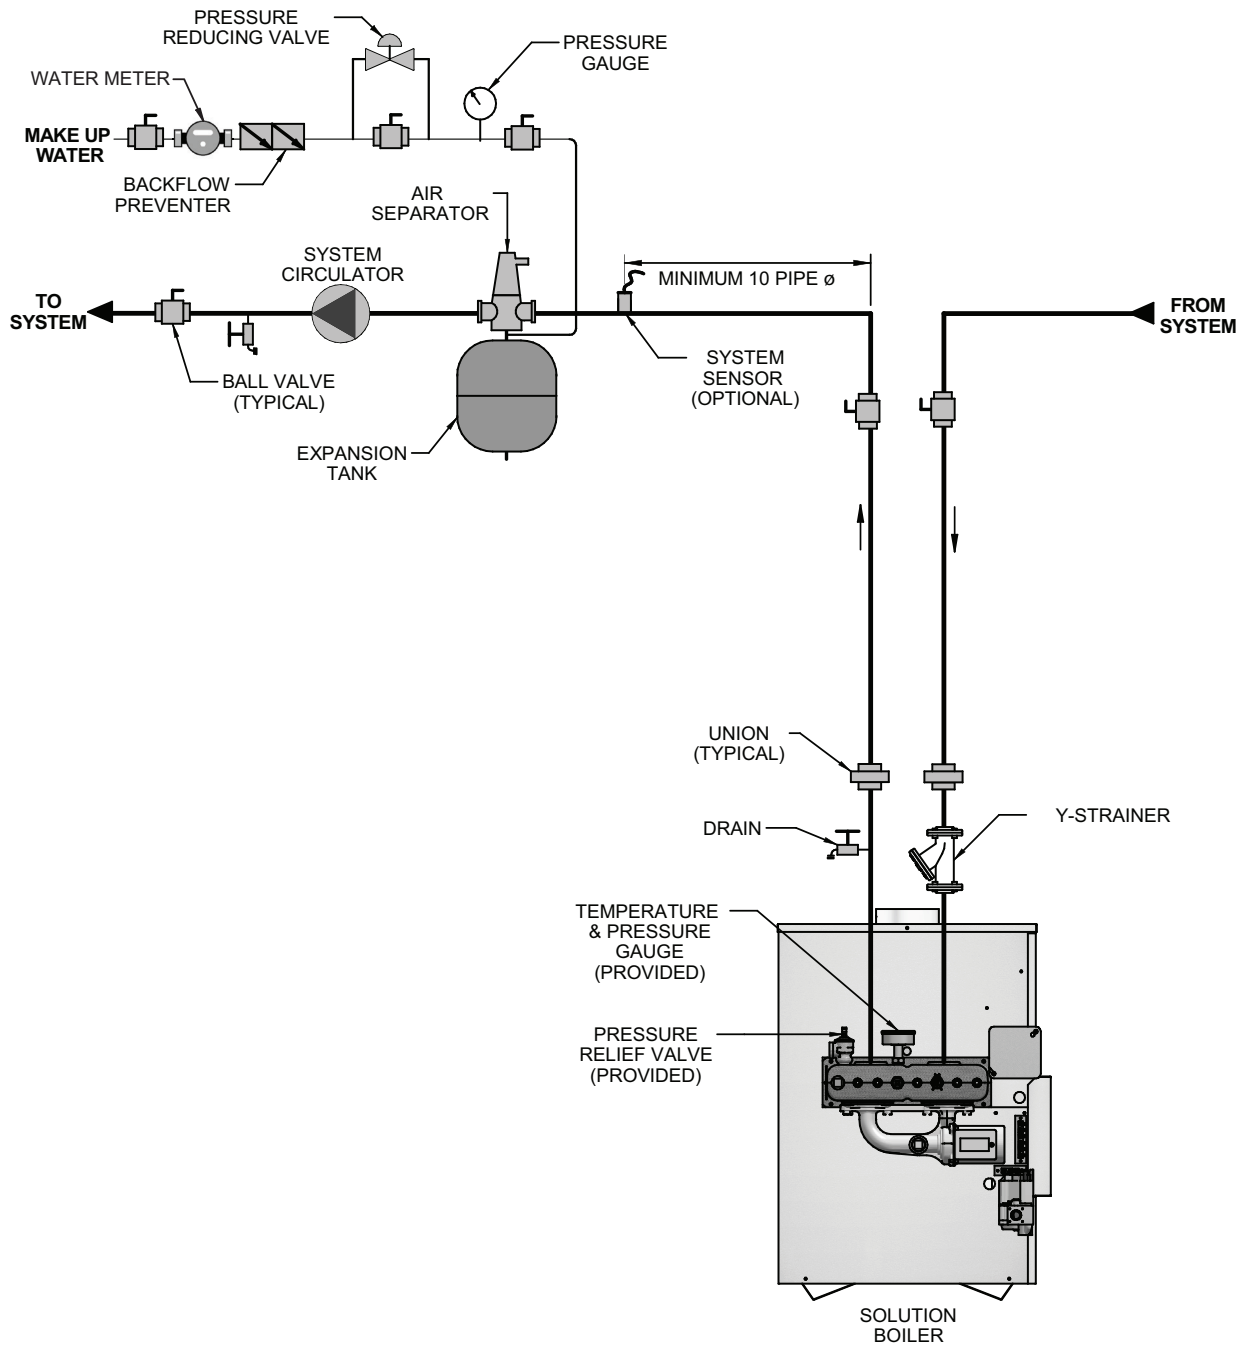 PRESSURE
REDUCING VALVE
PRESSURE
GAUGE
WATER METER
MAKE UP
WATER
BACKFLOW
PREVENTER
AIR
SEPARATOR
SYSTEM
CIRCULATOR
MINIMUM 10 PIPE ø
TO
SYSTEM
FROM
SYSTEM
BALL VALVE
(TYPICAL)
SYSTEM
SENSOR
(OPTIONAL)
EXPANSION
TANK
UNION
(TYPICAL)
DRAIN
Y-STRAINER
TEMPERATURE
& PRESSURE
GAUGE
(PROVIDED)
PRESSURE
RELIEF VALVE
(PROVIDED)
SOLUTION
BOILER